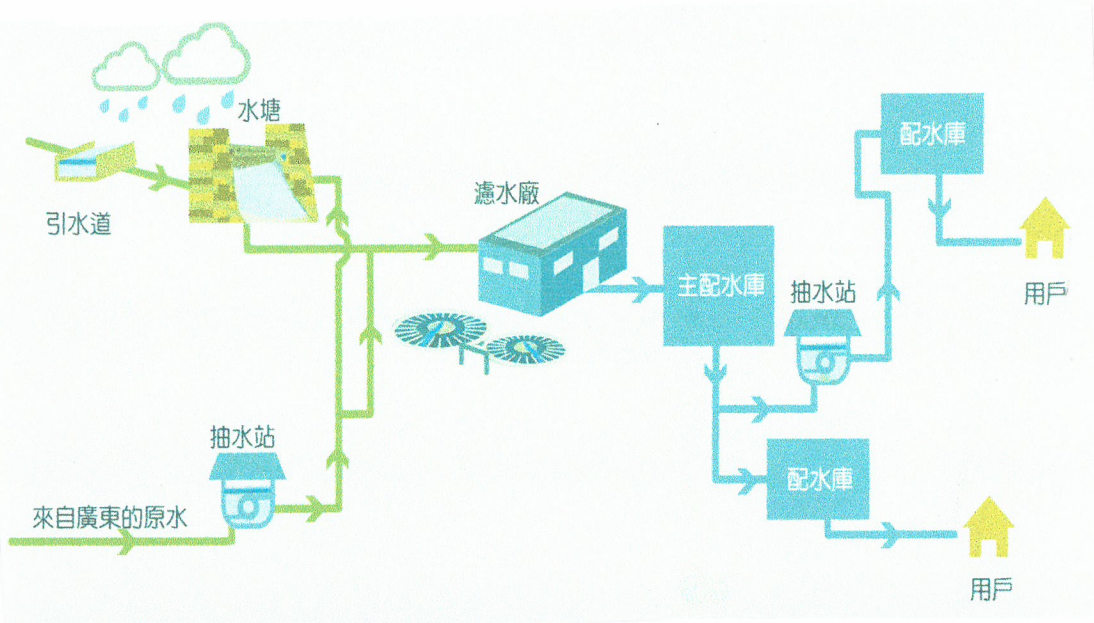 水塘
引水道
濾水廠
主配水庫
抽水站
配水庫
用戶
抽水站
來自廣東的原水
配水庫
用戶